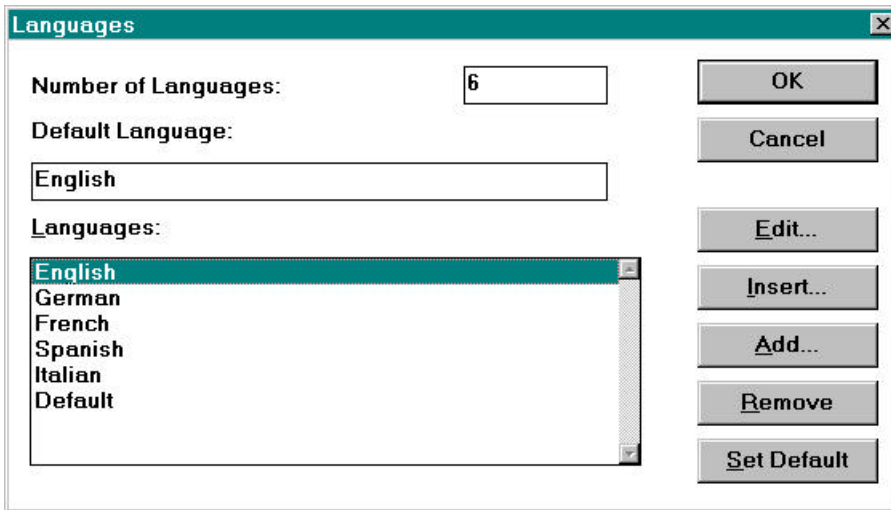 Languages
Number of Languages: 6
Default Language:
English
Languages:
English
German
French
Spanish
Italian
Default
OK
Cancel
Edit...
Insert...
Add...
Remove
Set Default